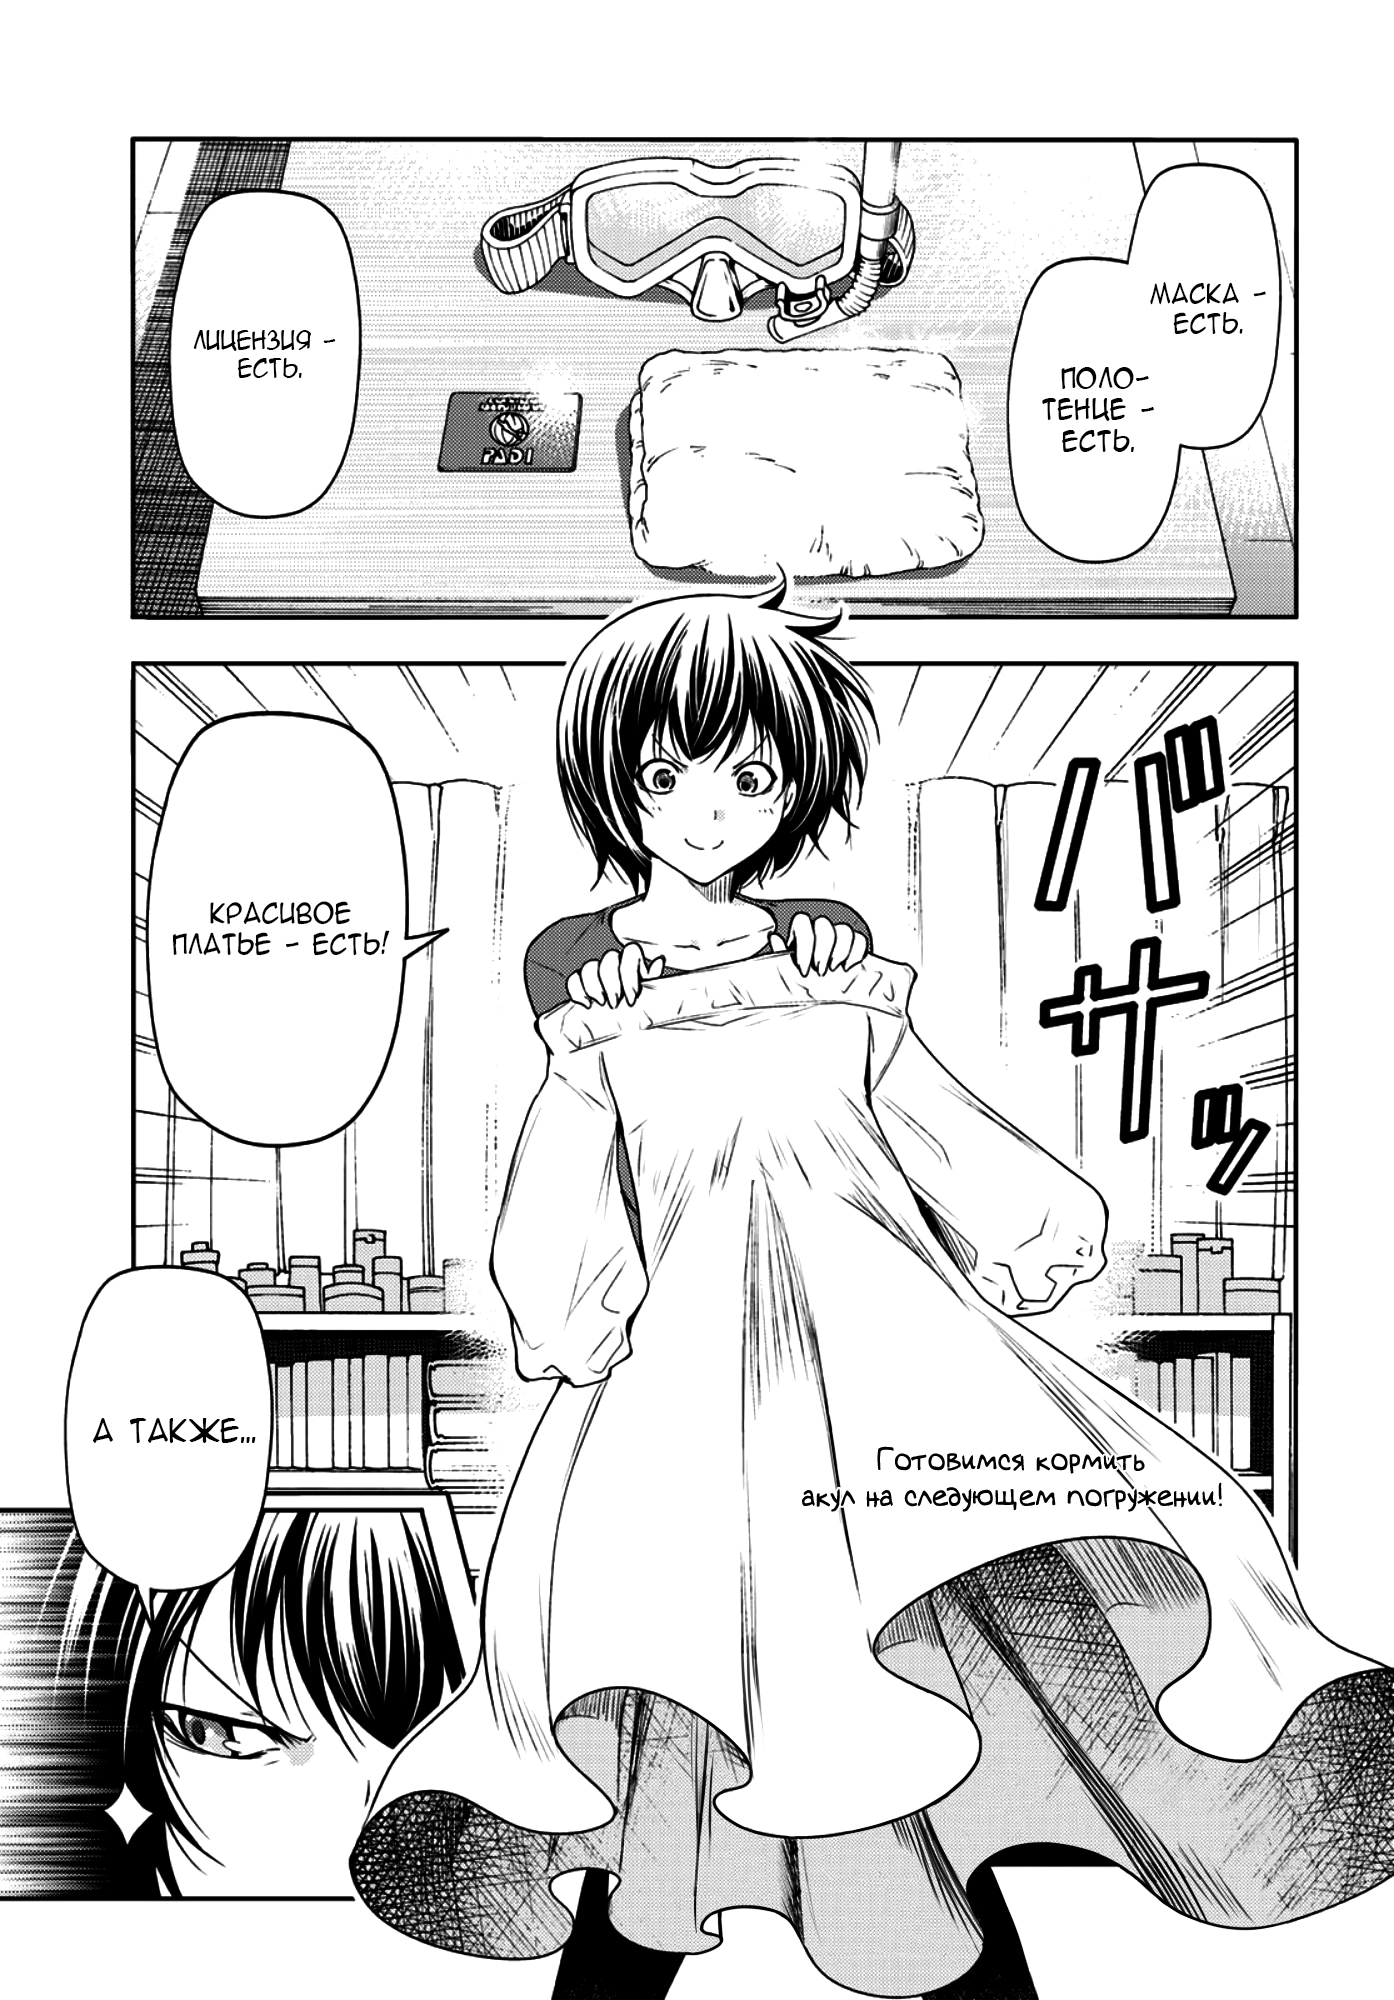 МАСКА -
ЕСТЬ.
ПОЛО-
ТЕНЦЕ -
ЕСТЬ.
ЛИЦЕНЗИЯ -
ЕСТЬ.
PADI
バッ
サッ
КРАСИВОЕ
ПЛАТЬЕ - ЕСТЬ!
Готовимся кормить
акул на следующем погружении!
А ТАКЖЕ...